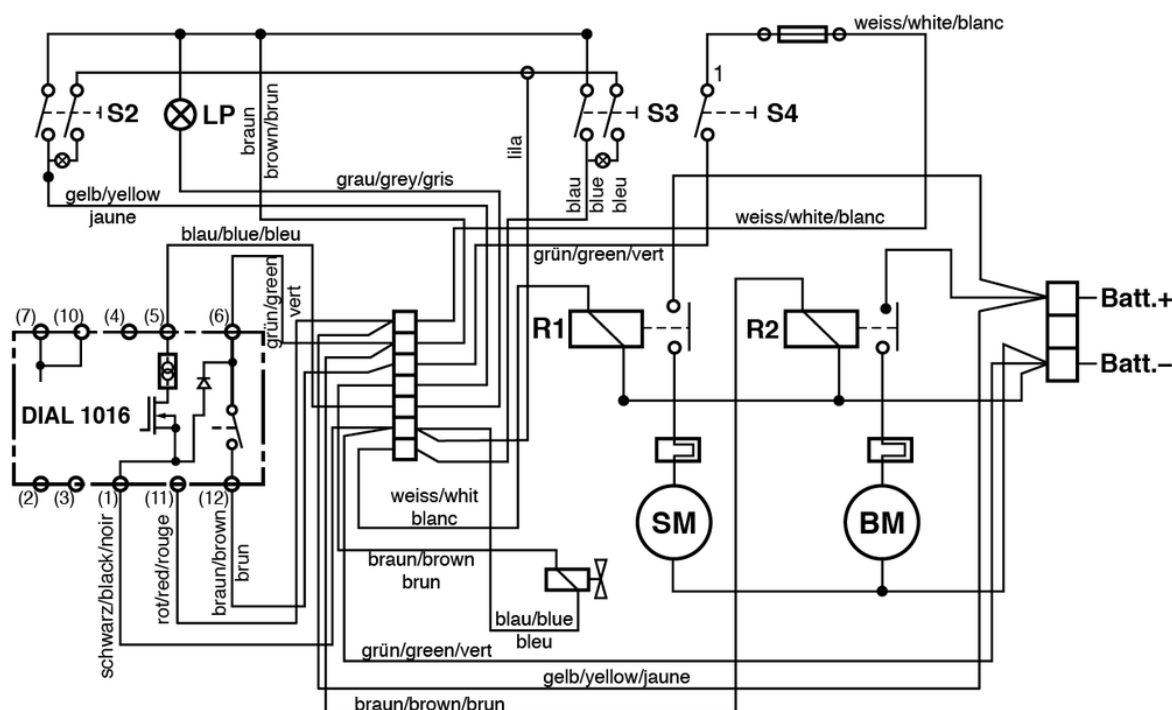 weiss/white/blanc
1
S2
LP
braun
brown/brun
lila
S3
S4
grau/grey/gris
blau
blue
bleu
gelb/yellow
jaune
weiss/white/blanc
blau/blue/bleu
grün/green
vert
grün/green/vert
(7)
(10)
(4)
(5)
(6)
Batt.+
R1
R2
Batt.–
DIAL 1016
(2)
(3)
(1)
(11)
(12)
weiss/whit
blanc
SM
BM
schwarz/black/noir
rot/red/rouge
braun/brown
brun
braun/brown
brun
blau/blue
bleu
grün/green/vert
gelb/yellow/jaune
braun/brown/brun